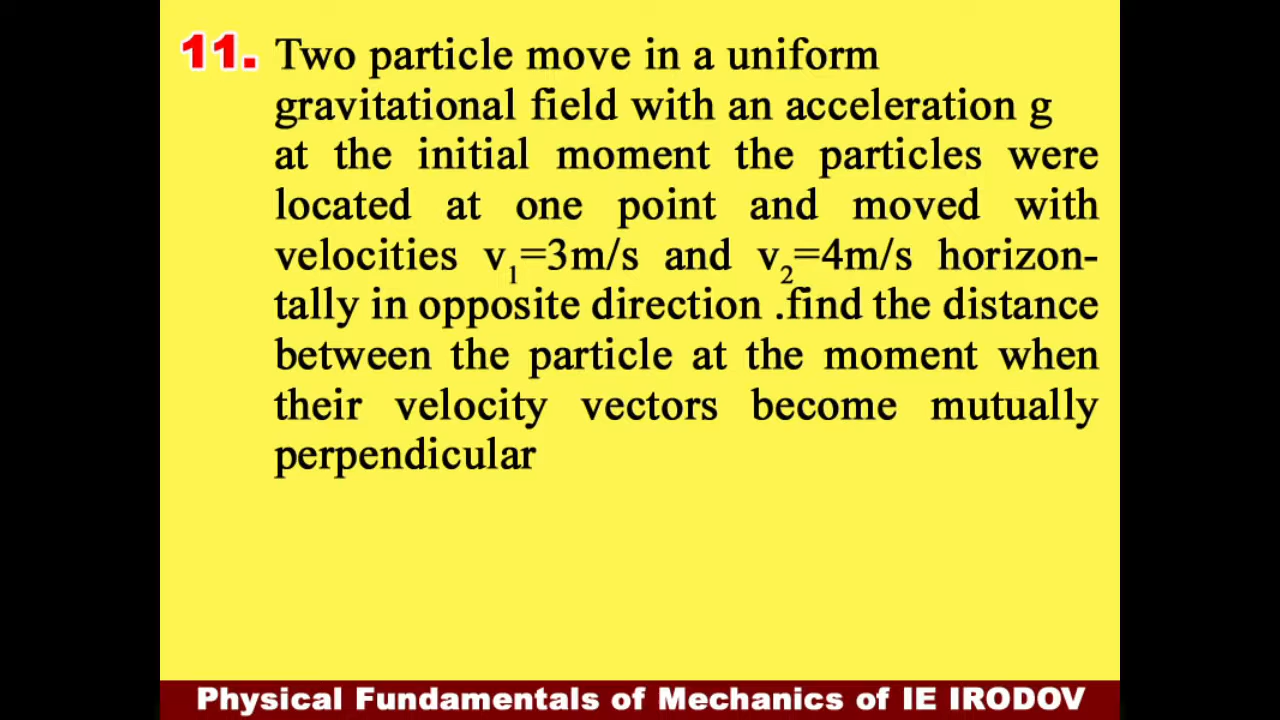 11. Two particle move in a uniform
gravitational field with an acceleration g
at the initial moment the particles were
located at one point and moved with
velocities v₁=3m/s and v₂=4m/s horizon-
tally in opposite direction .find the distance
between the particle at the moment when
their velocity vectors become mutually
perpendicular
Physical Fundamentals of Mechanics of IE IRODOV